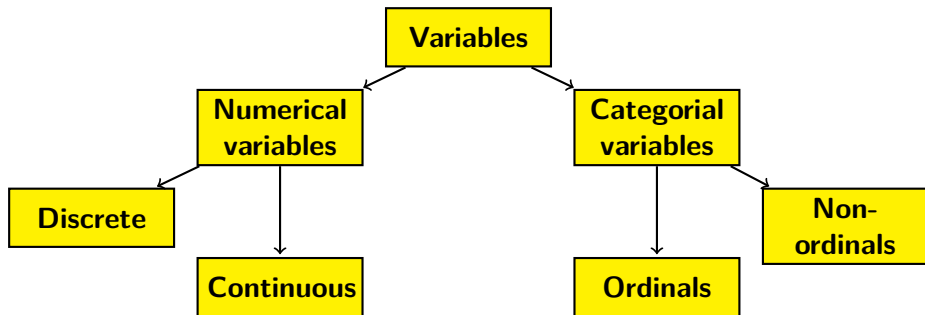 Variables
Numerical
variables
Categorial
variables
Discrete
Non-
ordinals
Continuous
Ordinals